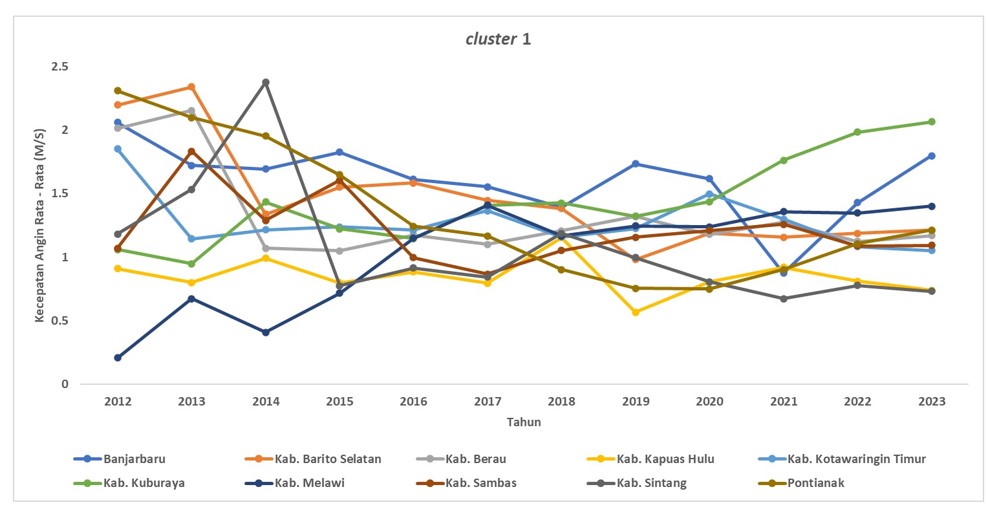 cluster 1
Kecepatan Angin Rata - Rata (M/S)
2.5
2
1.5
1
0.5
0
2012 2013 2014 2015 2016 2017 2018 2019 2020 2021 2022 2023
Tahun
Banjarbaru Kab. Barito Selatan Kab. Berau Kab. Kapuas Hulu Kab. Kotawaringin Timur
Kab. Kuburaya Kab. Melawi Kab. Sambas Kab. Sintang Pontianak